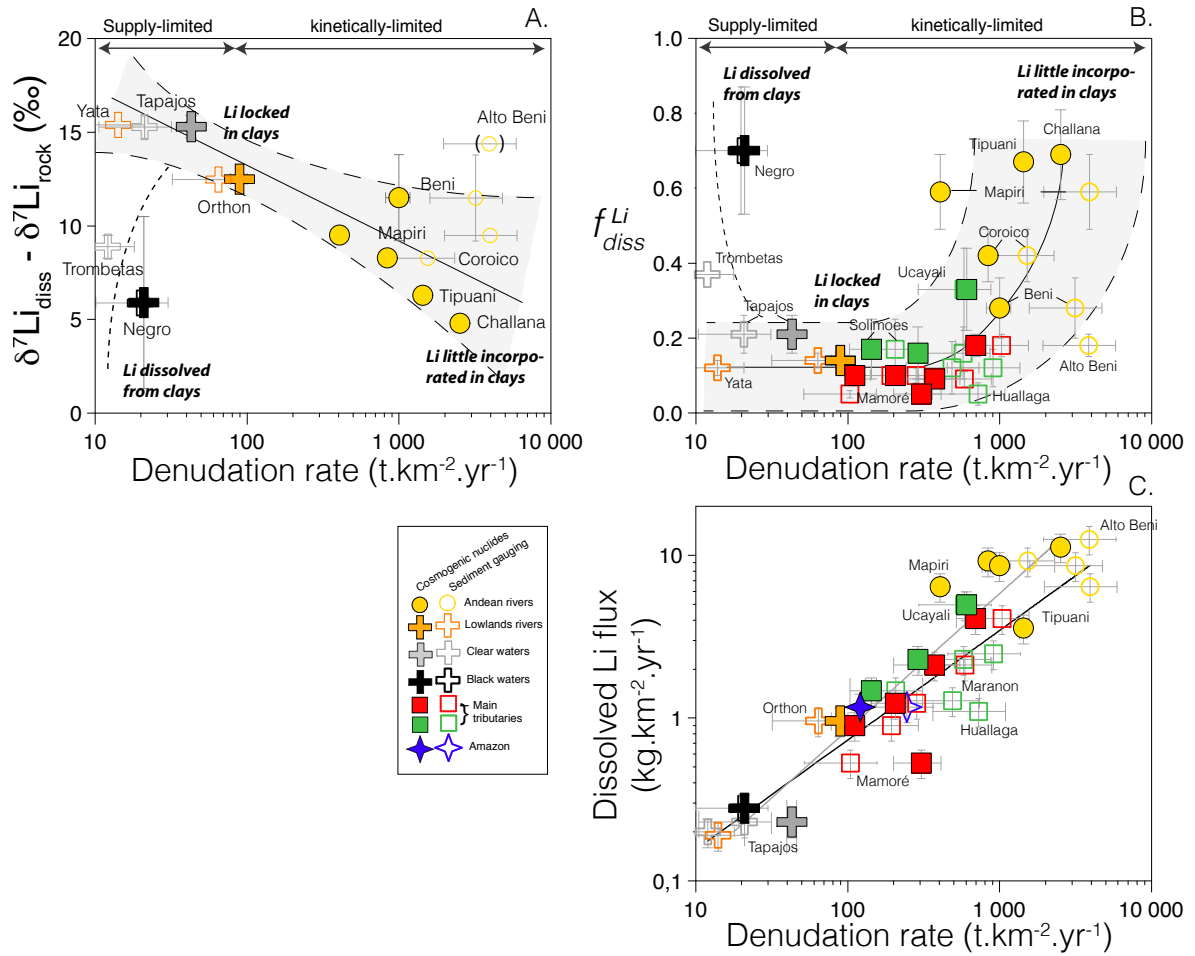 A.
Supply-limited
kinetically-limited
20
15
10
5
0
δ⁷Li_diss - δ⁷Li_rock (‰)
Yata
Tapajos
Li locked
in clays
Alto Beni
( )
Orthon
Beni
Mapiri
Coroico
Trombetas
Negro
Tipuani
Challana
Li dissolved
from clays
Li little incorpo-
rated in clays
10
100
1 000
10 000
Denudation rate (t.km⁻².yr⁻¹)
B.
Supply-limited
kinetically-limited
1.0
0.8
0.6
0.4
0.2
0.0
f_diss^Li
Li dissolved
from clays
Li little incorpo-
rated in clays
Challana
Tipuani
Negro
Mapiri
Coroico
Trombetas
Ucayali
Li locked
in clays
Beni
Tapajos
Solimoes
Alto
Beni
Yata
Mamoré
Huallaga
10
100
1 000
10 000
Denudation rate (t.km⁻².yr⁻¹)
Cosmogenic nuclides
Sediment gauging
Andean rivers
Lowlands rivers
Clear waters
Black waters
Main
tributaries
Amazon
C.
10
1
0,1
Dissolved Li flux
(kg.km⁻².yr⁻¹)
Alto Beni
Mapiri
Ucayali
Tipuani
Maranon
Orthon
Huallaga
Mamoré
Tapajos
10
100
1 000
10 000
Denudation rate (t.km⁻².yr⁻¹)